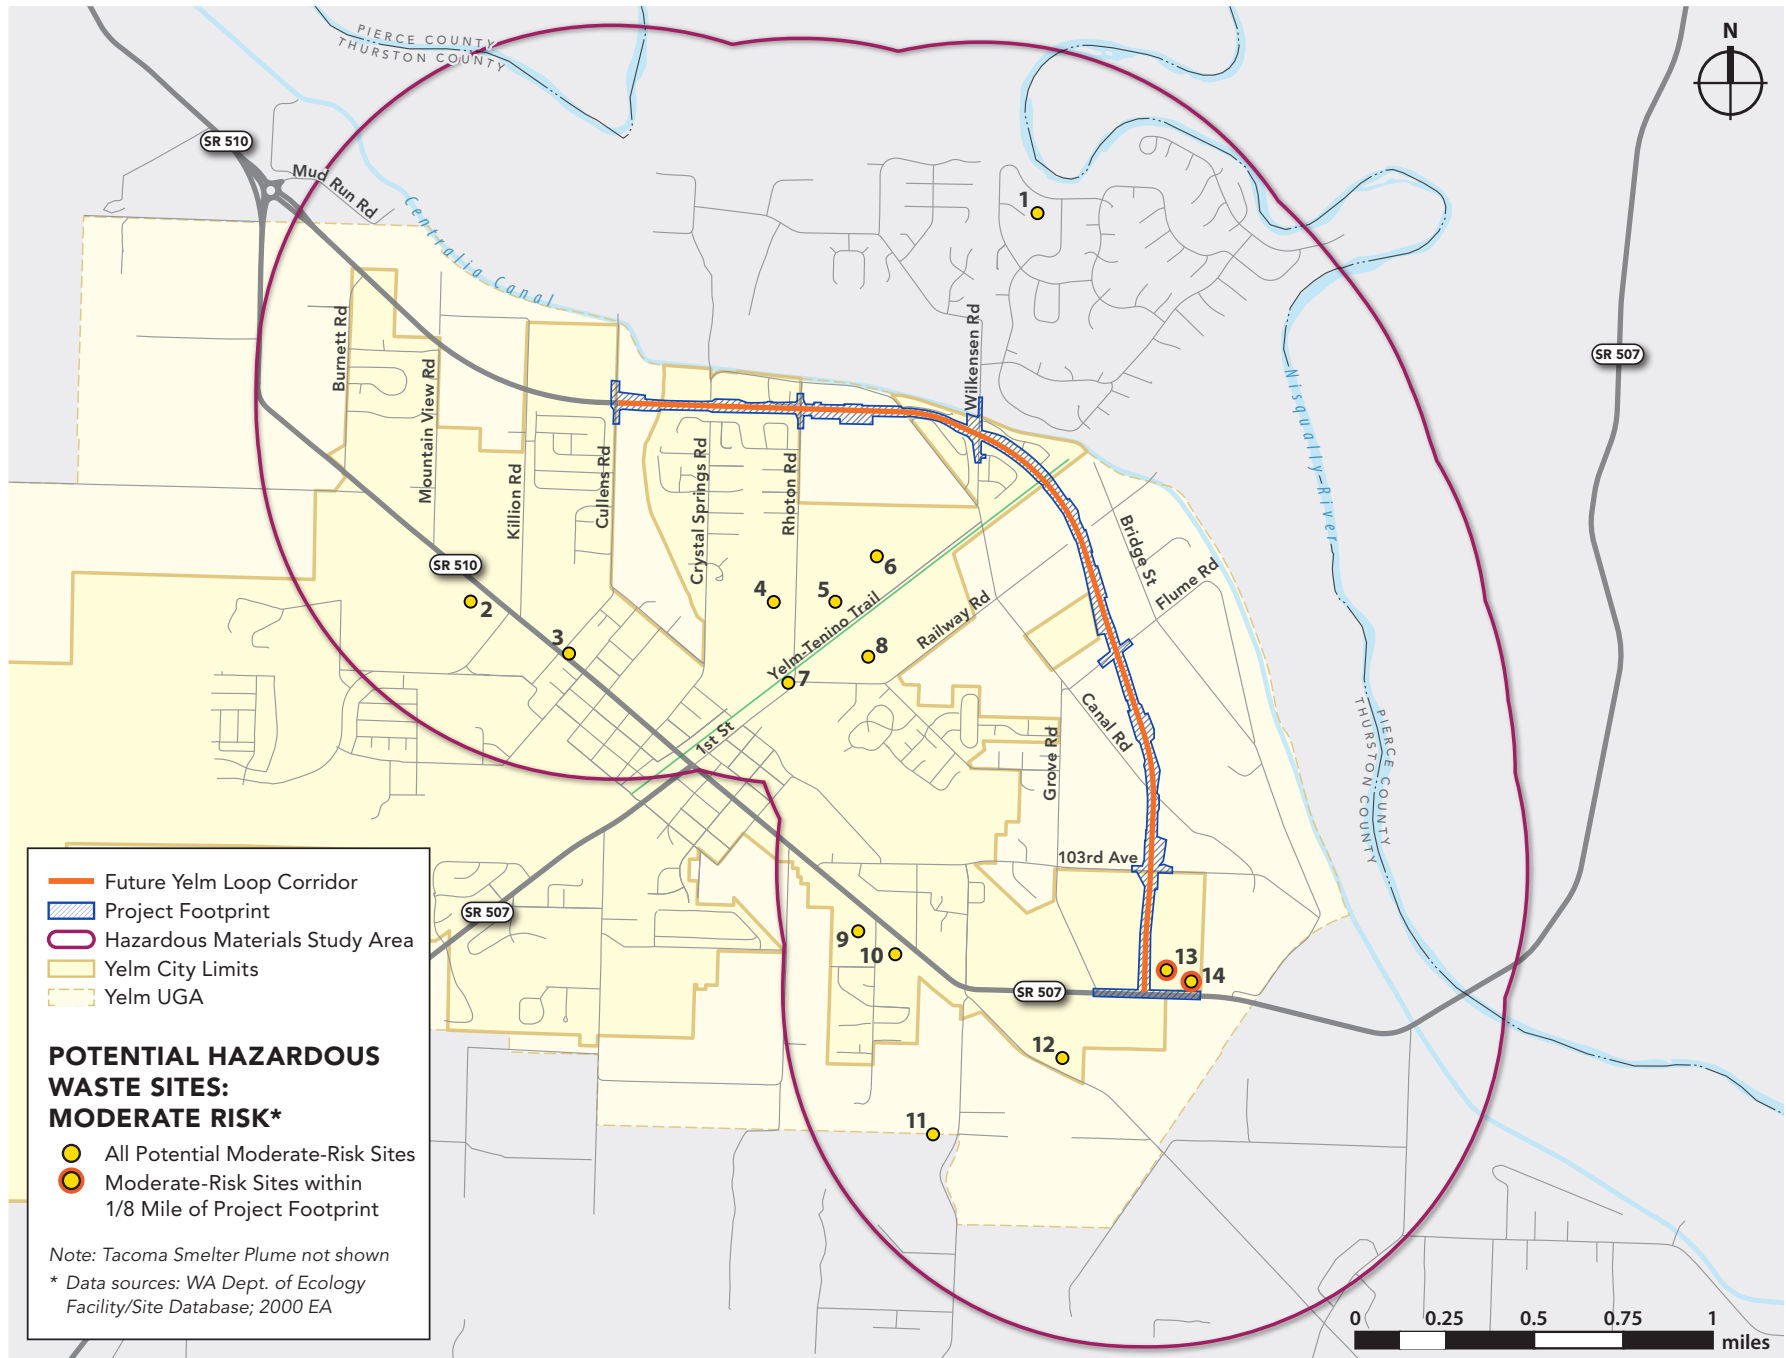 PIERCE COUNTY
THURSTON COUNTY
N
SR 510
Mud Run Rd
Centralia Canal
1
Burnett Rd
Mountain View Rd
Killion Rd
Cullens Rd
Crystal Springs Rd
Rhoton Rd
Wilkensen Rd
SR 507
Nisqually River
SR 510
2
3
4
5
6
Yelm-Tenino Trail
7
8
Railway Rd
Bridge St
Flume Rd
1st St
Canal Rd
Grove Rd
PIERCE COUNTY
THURSTON COUNTY
103rd Ave
SR 507
9
10
SR 507
13
14
12
11
Future Yelm Loop Corridor
Project Footprint
Hazardous Materials Study Area
Yelm City Limits
Yelm UGA
POTENTIAL HAZARDOUS
WASTE SITES:
MODERATE RISK*
All Potential Moderate-Risk Sites
Moderate-Risk Sites within
1/8 Mile of Project Footprint
Note: Tacoma Smelter Plume not shown
* Data sources: WA Dept. of Ecology
Facility/Site Database; 2000 EA
0 0.25 0.5 0.75 1
miles